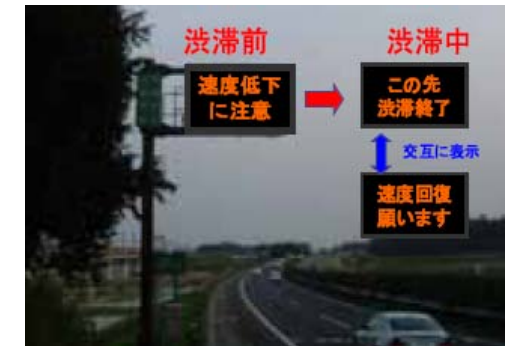 渋滞前
速度低下
に注意
渋滞中
この先
渋滞終了
交互に表示
速度回復
願います